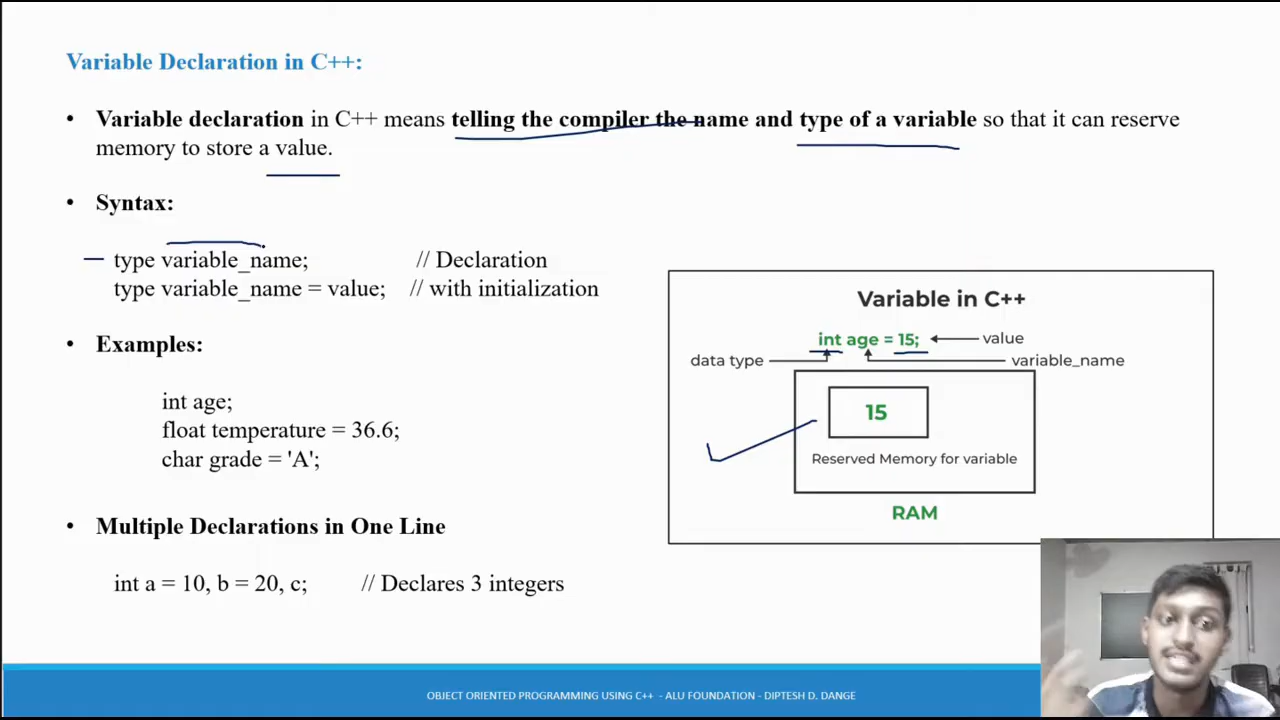 Variable Declaration in C++:
• Variable declaration in C++ means telling the compiler the name and type of a variable so that it can reserve
memory to store a value.
• Syntax:
type variable_name; // Declaration
type variable_name = value; // with initialization
• Examples:
int age;
float temperature = 36.6;
char grade = 'A';
• Multiple Declarations in One Line
int a = 10, b = 20, c; // Declares 3 integers
Variable in C++
int age = 15; value
data type variable_name
15
Reserved Memory for variable
RAM
OBJECT ORIENTED PROGRAMMING USING C++ - ALU FOUNDATION - DIPTESH D. DANGE